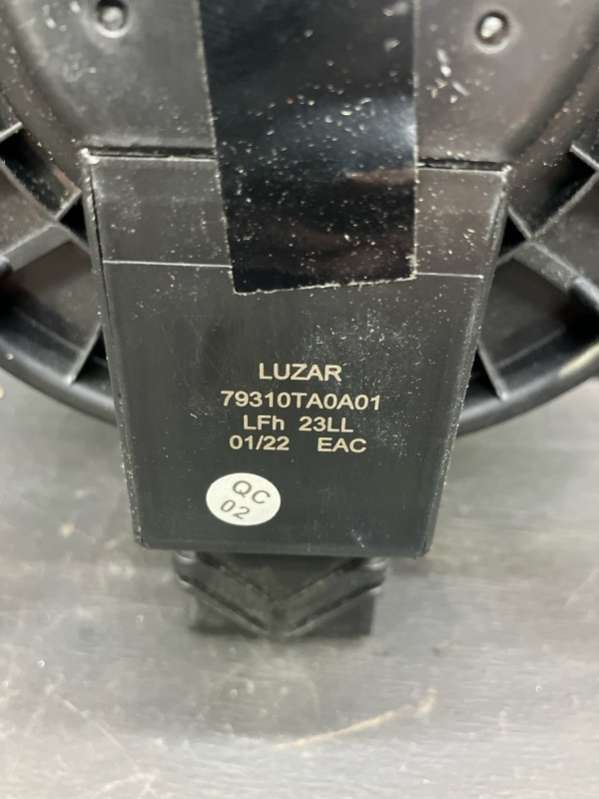 LUZAR
79310TA0A01
LFh 23LL
01/22 EAC
QC
02